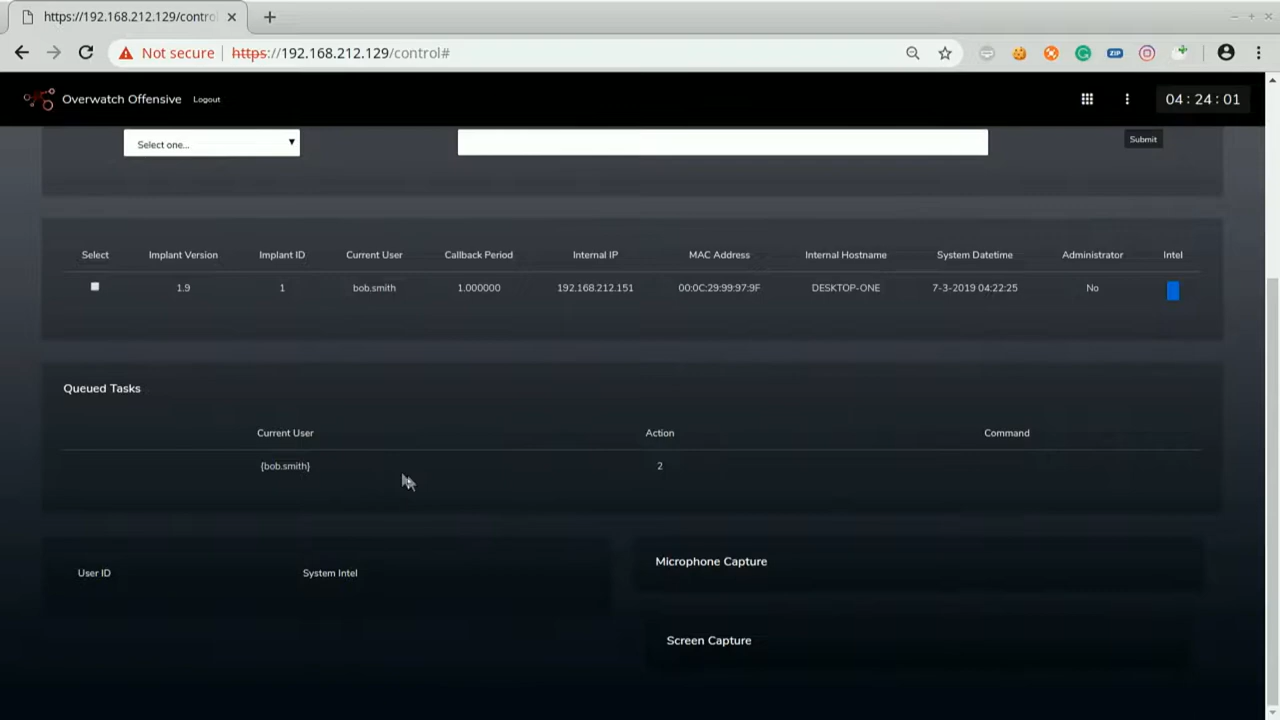 https://192.168.212.129/contro
Not secure https://192.168.212.129/control#
ZIP
Overwatch Offensive Logout 04 : 24 : 01
Select one... Submit
Select Implant Version Implant ID Current User Callback Period Internal IP MAC Address Internal Hostname System Datetime Administrator Intel
1.9 1 bob.smith 1.000000 192.168.212.151 00:0C:29:99:97:9F DESKTOP-ONE 7-3-2019 04:22:25 No
Queued Tasks
Current User Action Command
{bob.smith} 2
User ID System Intel
Microphone Capture
Screen Capture